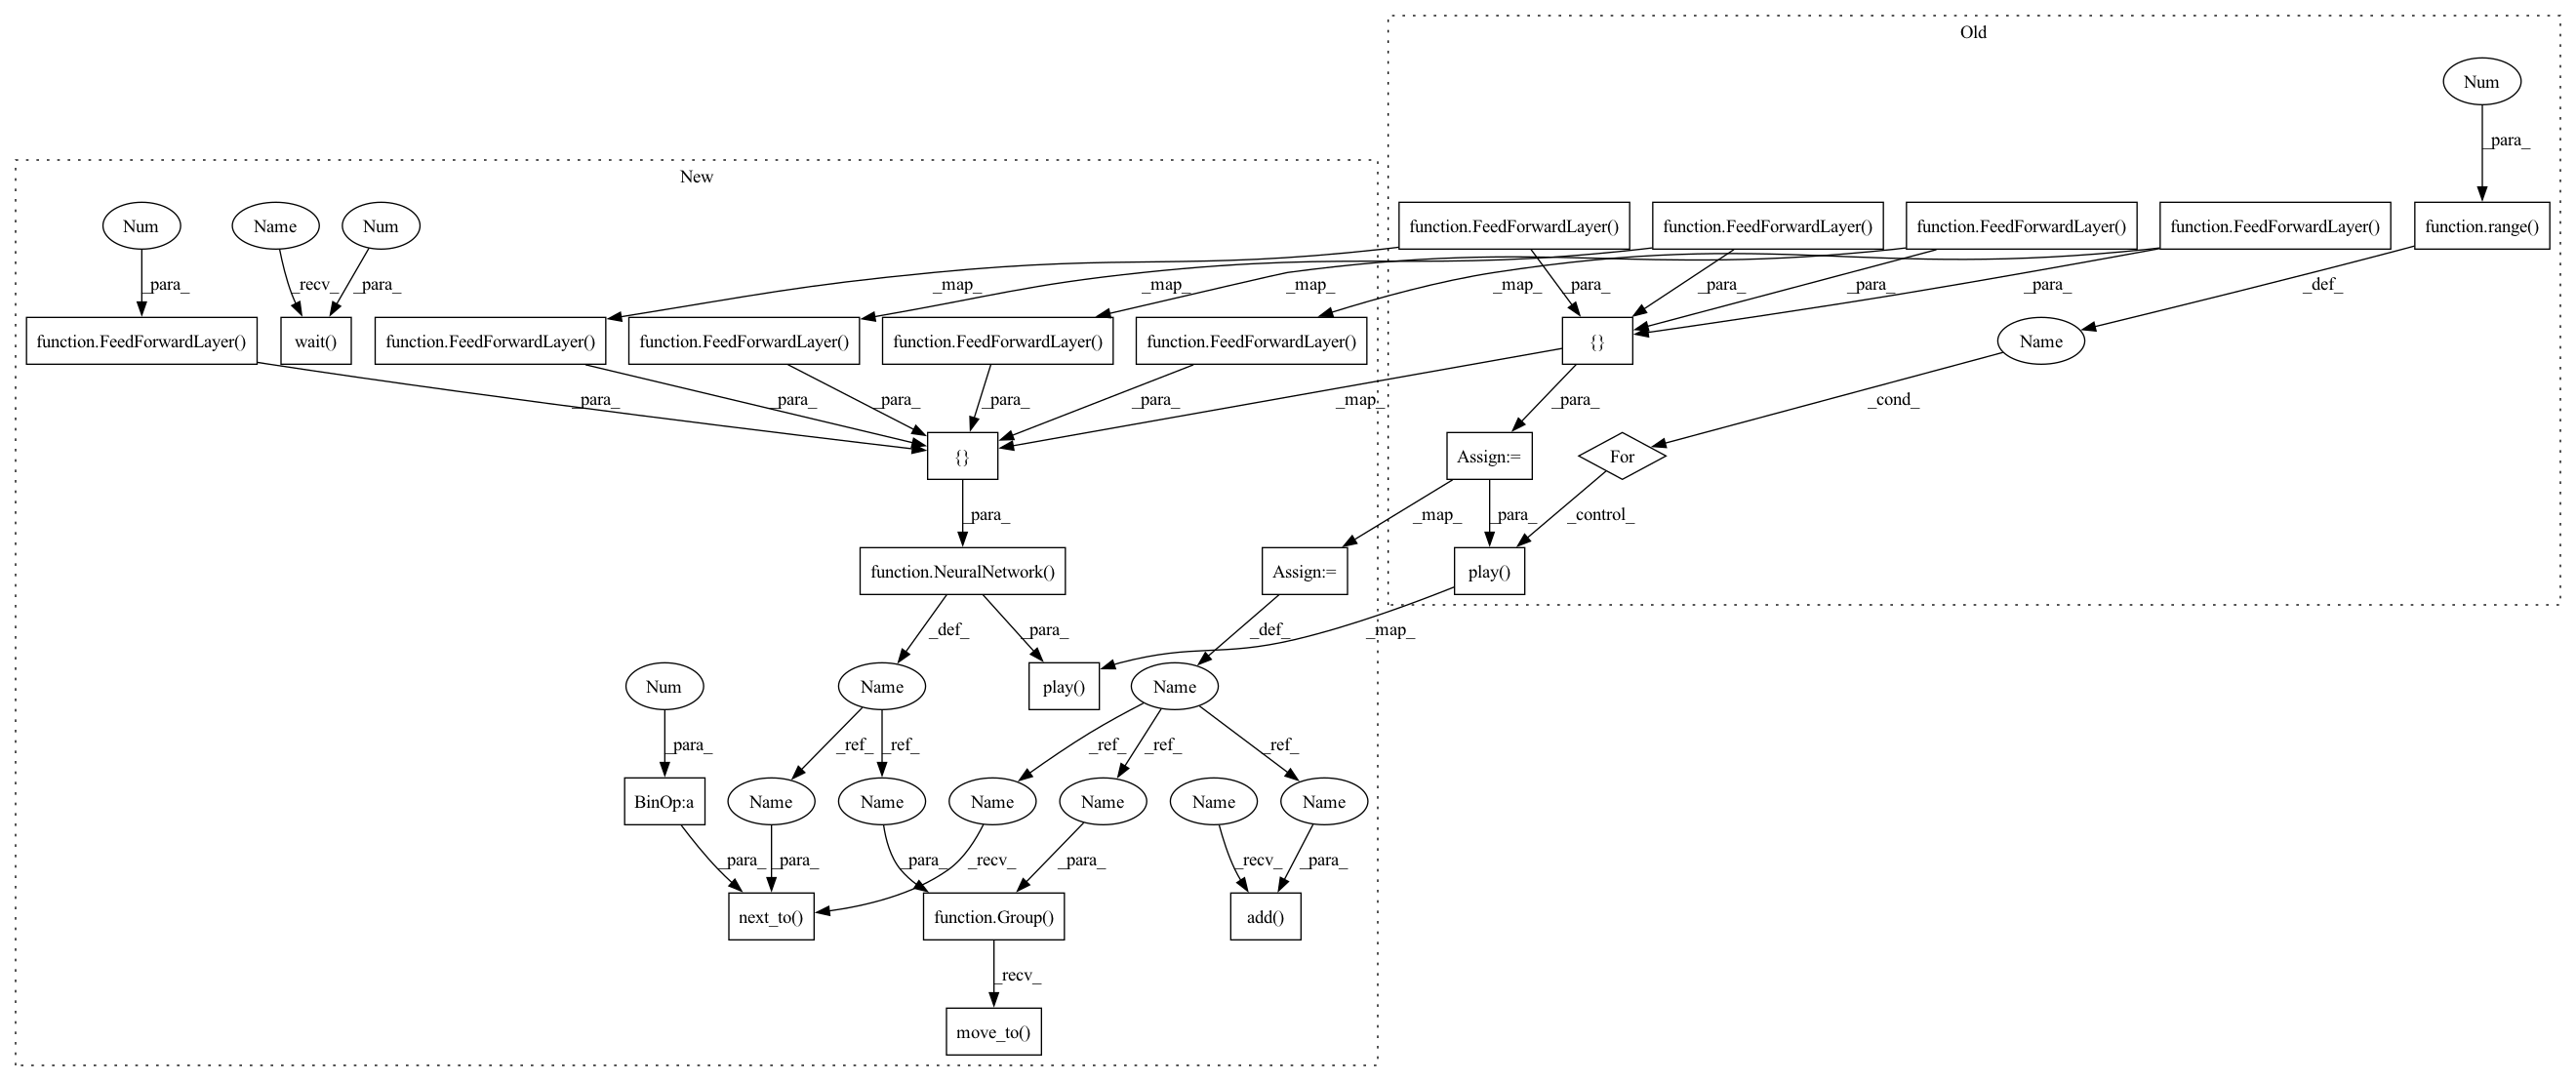 Old
Num
_para_
New
Num
Name
Num
function.FeedForwardLayer()
function.FeedForwardLayer()
function.FeedForwardLayer()
function.FeedForwardLayer()
function.range()
_para_
_recv_
_para_
_map_
_map_
_map_
_map_
_para_
_para_
_para_
_para_
_def_
function.FeedForwardLayer()
wait()
function.FeedForwardLayer()
function.FeedForwardLayer()
function.FeedForwardLayer()
function.FeedForwardLayer()
{}
Name
_para_
_para_
_para_
_para_
_para_
_map_
_para_
_cond_
{}
Assign:=
For
_para_
_map_
_para_
_control_
function.NeuralNetwork()
Assign:=
play()
_def_
_para_
_def_
_map_
Num
Name
play()
Name
_para_
_ref_
_ref_
_ref_
_ref_
_ref_
BinOp:a
Name
Name
Name
Name
Name
Name
_para_
_para_
_para_
_recv_
_para_
_recv_
_para_
next_to()
function.Group()
add()
_recv_
move_to()